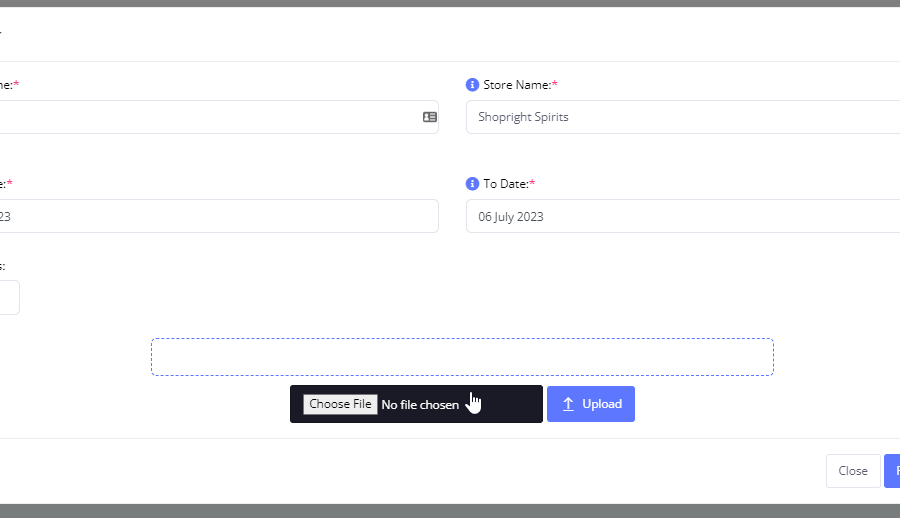 ne:*
Store Name:*
Shopright Spirits
e:*
To Date:*
23
06 July 2023
s:
Choose File No file chosen
Upload
Close